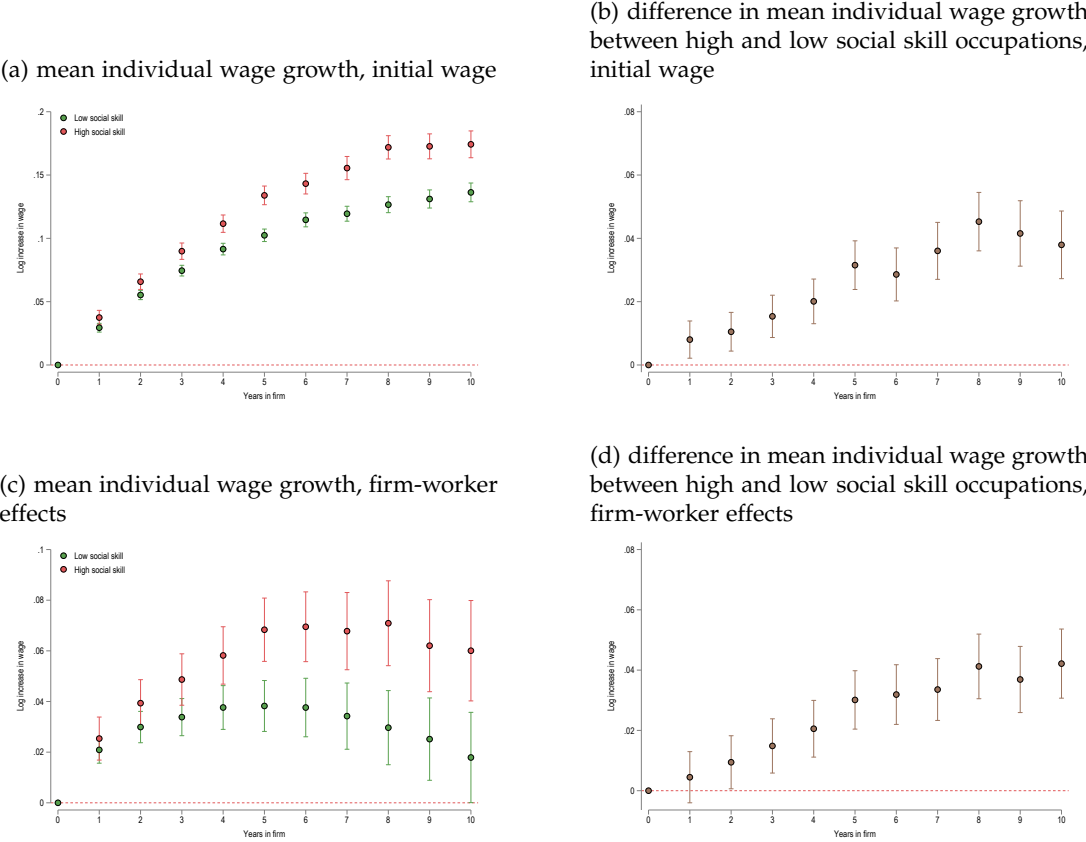 (a) mean individual wage growth, initial wage
.2
.15
.1
.05
0
Log increase in wage
Low social skill
High social skill
0 1 2 3 4 5 6 7 8 9 10
Years in firm
(b) difference in mean individual wage growth
between high and low social skill occupations,
initial wage
.08
.06
.04
.02
0
Log increase in wage
0 1 2 3 4 5 6 7 8 9 10
Years in firm
(c) mean individual wage growth, firm-worker
effects
.1
.08
.06
.04
.02
0
Log increase in wage
Low social skill
High social skill
0 1 2 3 4 5 6 7 8 9 10
Years in firm
(d) difference in mean individual wage growth
between high and low social skill occupations,
firm-worker effects
.08
.06
.04
.02
0
Log increase in wage
0 1 2 3 4 5 6 7 8 9 10
Years in firm